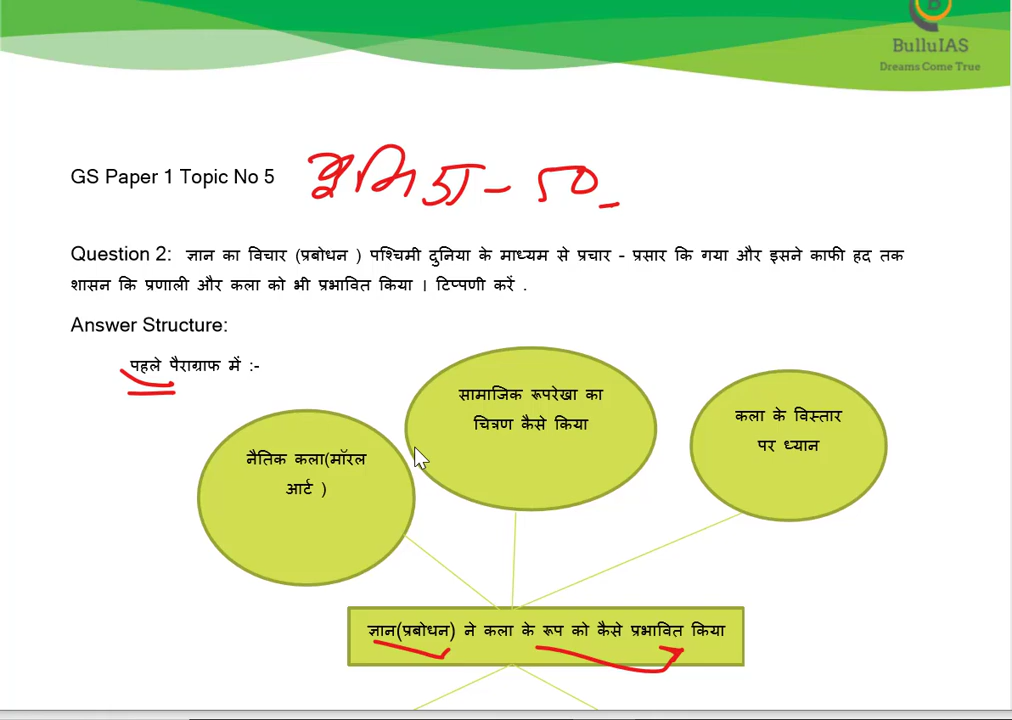 BulluIAS
Dreams Come True
GS Paper 1 Topic No 5
भूमिका - 50
Question 2: ज्ञान का विचार (प्रबोधन ) पश्चिमी दुनिया के माध्यम से प्रचार - प्रसार कि गया और इसने काफी हद तक
शासन कि प्रणाली और कला को भी प्रभावित किया । टिप्पणी करें .
Answer Structure:
पहले पैराग्राफ में :-
सामाजिक रूपरेखा का
चित्रण कैसे किया
कला के विस्तार
पर ध्यान
नैतिक कला(मॉरल
आर्ट )
ज्ञान(प्रबोधन) ने कला के रूप को कैसे प्रभावित किया